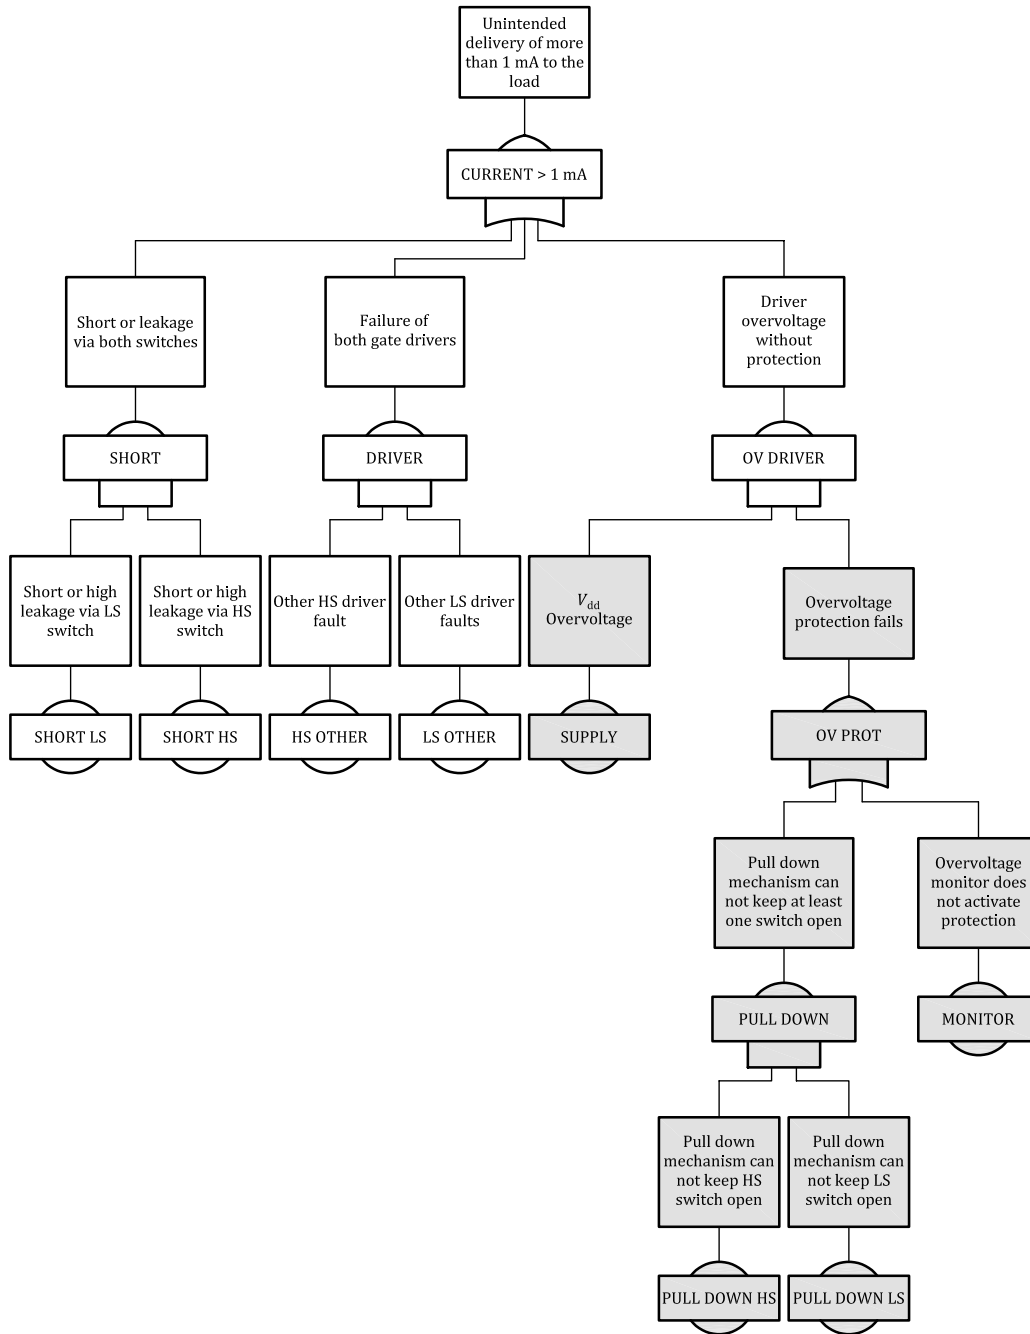 Unintended
delivery of more
than 1 mA to the
load
CURRENT > 1 mA
Short or leakage
via both switches
Failure of
both gate drivers
Driver
overvoltage
without
protection
SHORT
DRIVER
OV DRIVER
Short or high
leakage via LS
switch
Short or high
leakage via HS
switch
Other HS driver
fault
Other LS driver
faults
Vdd
Overvoltage
Overvoltage
protection fails
SHORT LS
SHORT HS
HS OTHER
LS OTHER
SUPPLY
OV PROT
Pull down
mechanism can
not keep at least
one switch open
Overvoltage
monitor does
not activate
protection
PULL DOWN
MONITOR
Pull down
mechanism can
not keep HS
switch open
Pull down
mechanism can
not keep LS
switch open
PULL DOWN HS
PULL DOWN LS